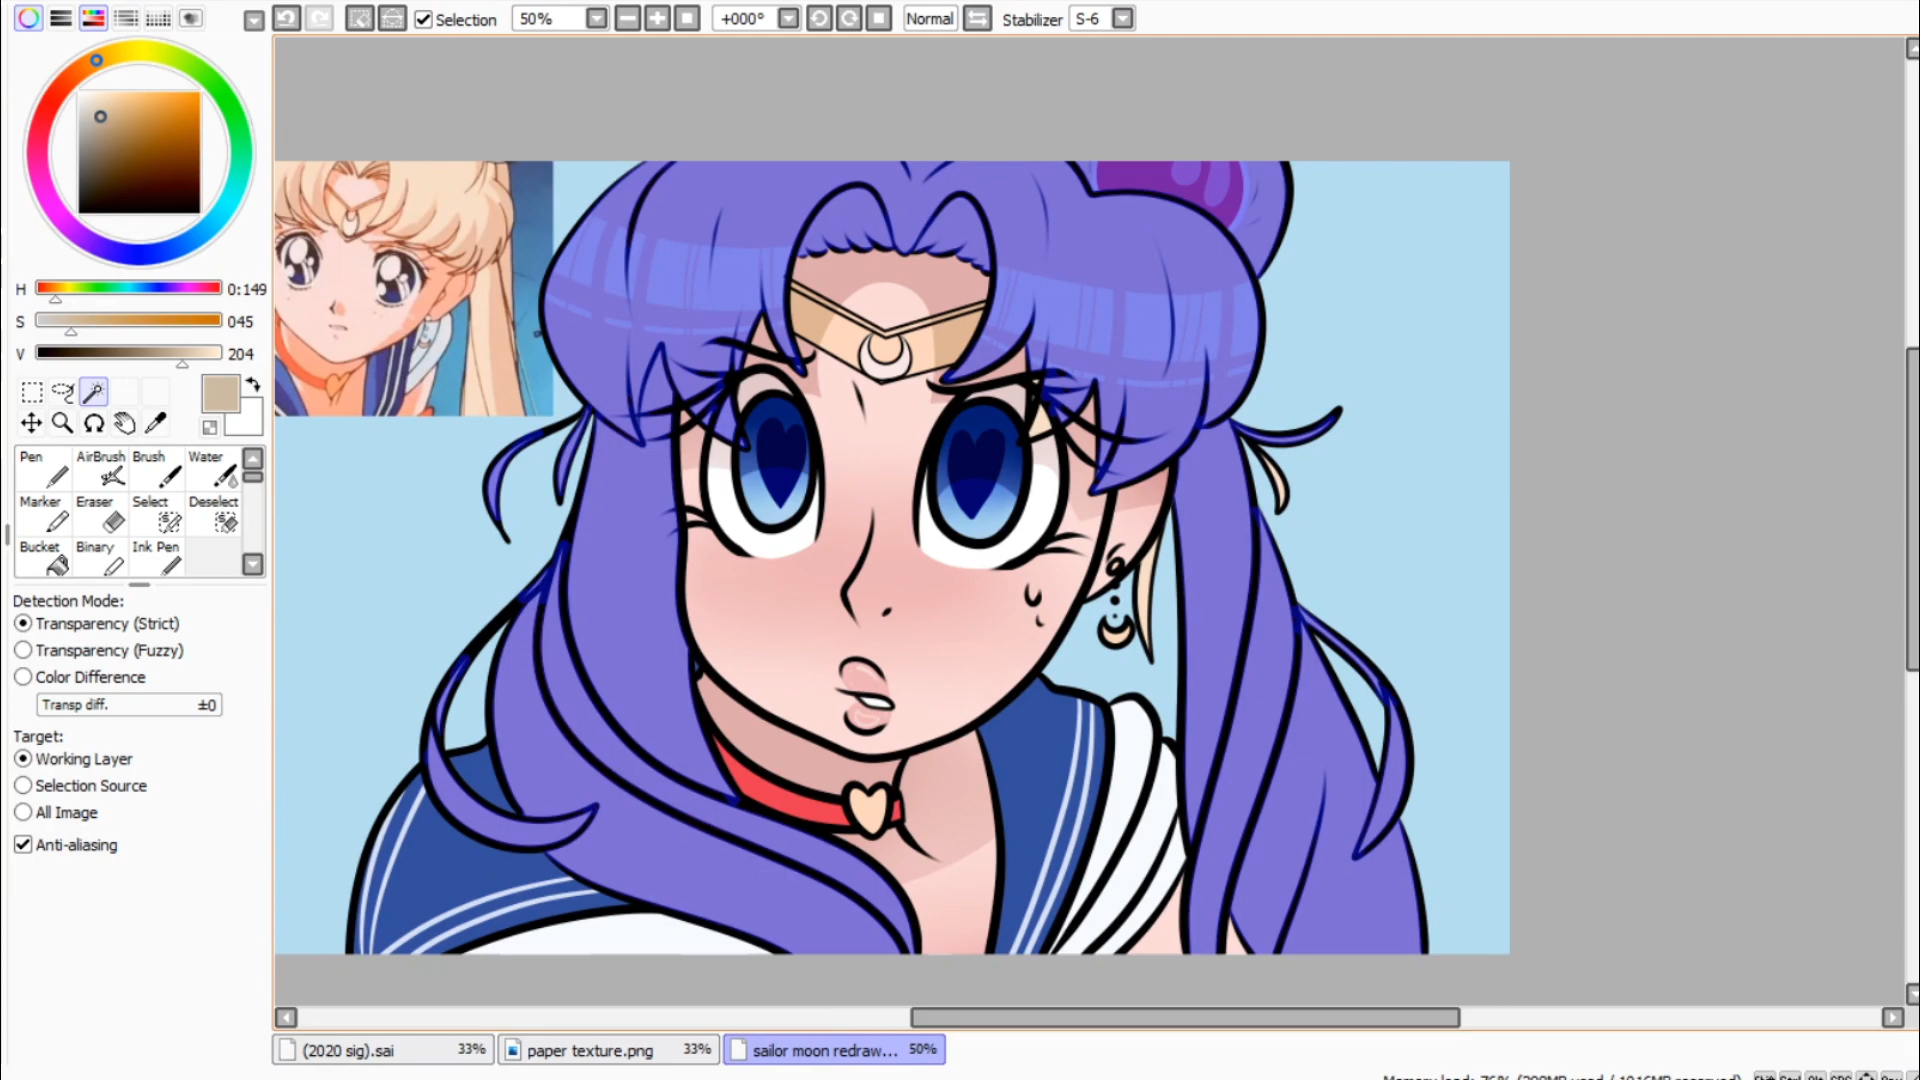 Selection
50%
+000°
Normal
Stabilizer
S-6
H
0:149
S
045
V
204
Pen
AirBrush
Brush
Water
Marker
Eraser
Select
Deselect
Bucket
Binary
Ink Pen
Detection Mode:
Transparency (Strict)
Transparency (Fuzzy)
Color Difference
Transp diff.
±0
Target:
Working Layer
Selection Source
All Image
Anti-aliasing
(2020 sig).sai
33%
paper texture.png
33%
sailor moon redraw...
50%